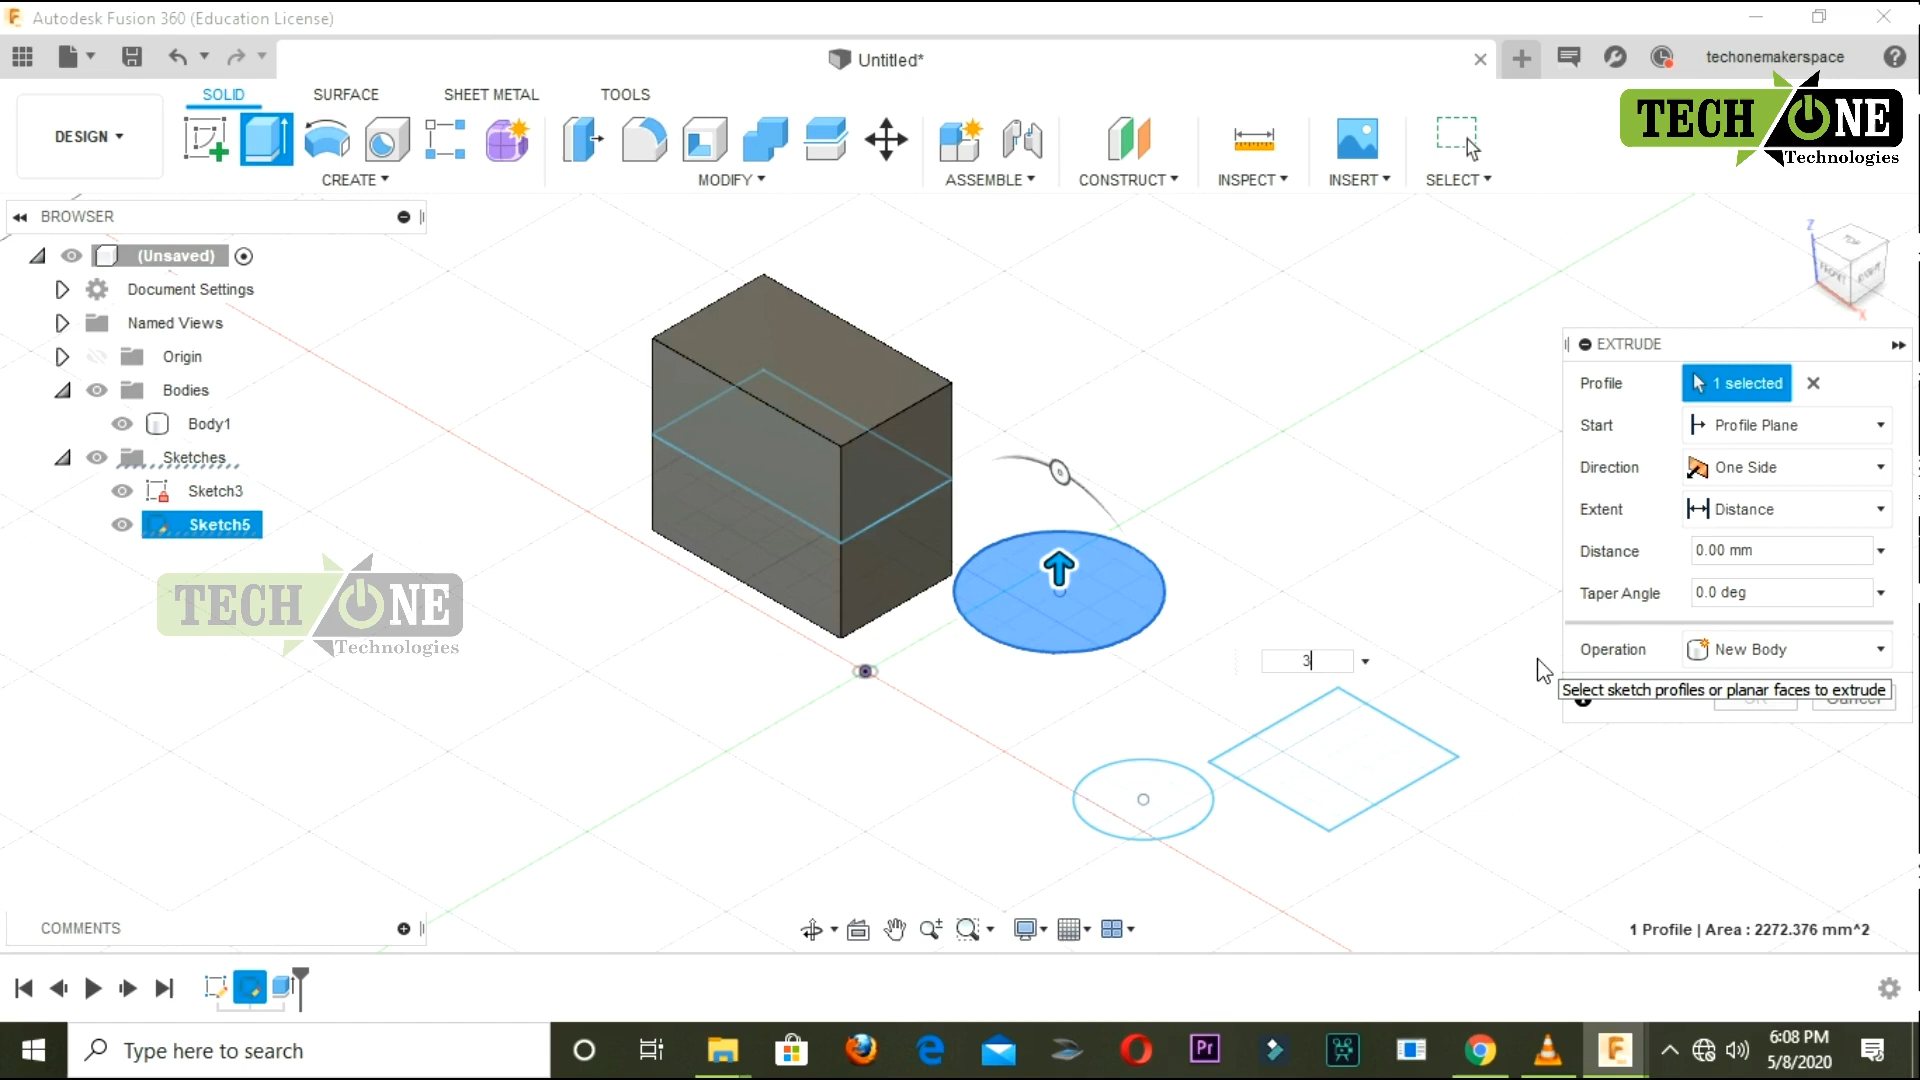 Autodesk Fusion 360 (Education License)
Untitled*
techonemakerspace
SOLID
SURFACE
SHEET METAL
TOOLS
DESIGN
CREATE
MODIFY
ASSEMBLE
CONSTRUCT
INSPECT
INSERT
SELECT
TECH ONE
Technologies
BROWSER
(Unsaved)
Document Settings
Named Views
Origin
Bodies
Body1
Sketches
Sketch3
Sketch5
TECH ONE
Technologies
Z
TOP
FRONT
RIGHT
X
EXTRUDE
Profile
1 selected
Start
Profile Plane
Direction
One Side
Extent
Distance
Distance
0.00 mm
Taper Angle
0.0 deg
Operation
New Body
Select sketch profiles or planar faces to extrude
3
COMMENTS
1 Profile | Area : 2272.376 mm^2
Type here to search
Pr
6:08 PM
5/8/2020